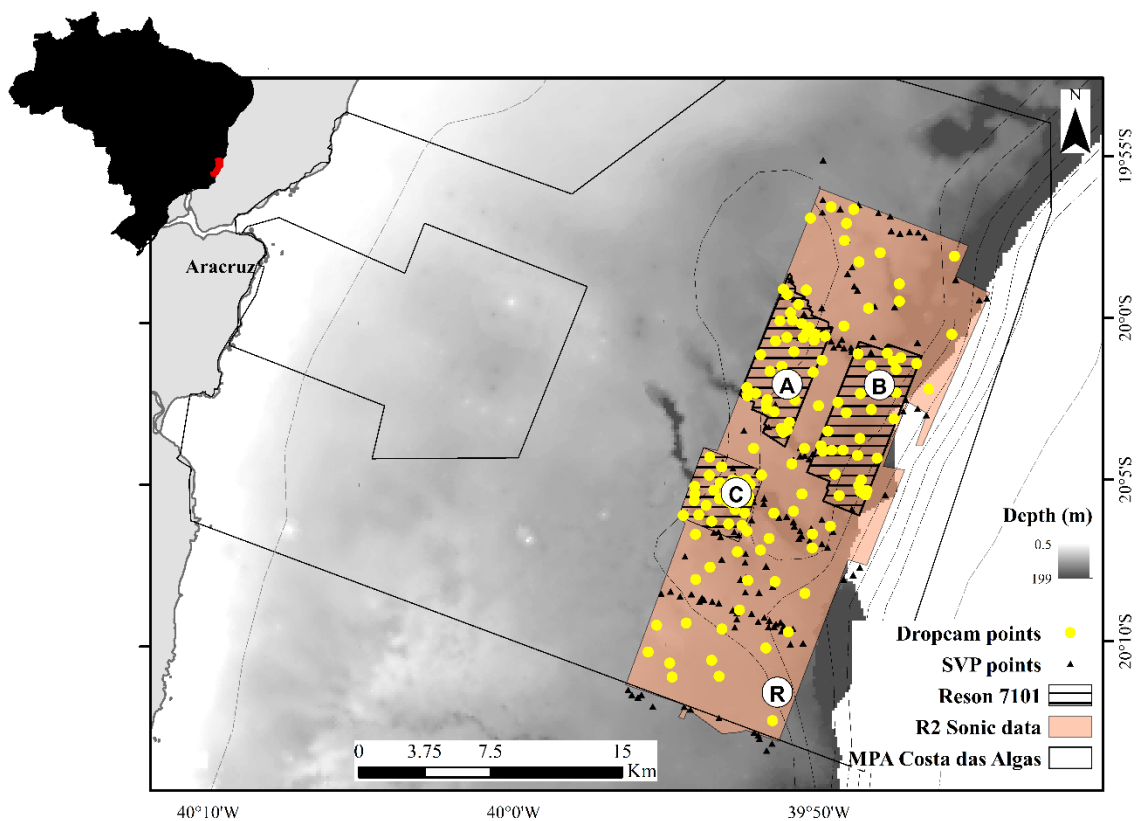 N
19°55'S
Aracruz
20°0'S
A
B
20°5'S
C
Depth (m)
0.5
199
Dropcam points
SVP points
20°10'S
Reson 7101
R
R2 Sonic data
MPA Costa das Algas
0 3.75 7.5 15
Km
40°10'W 40°0'W 39°50'W